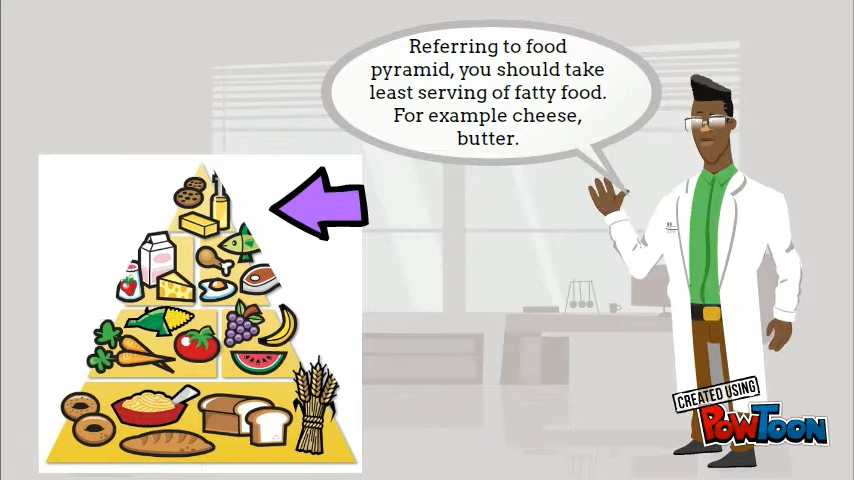 Referring to food
pyramid, you should take
least serving of fatty food.
For example cheese,
butter.
CREATED USING
POWTOON